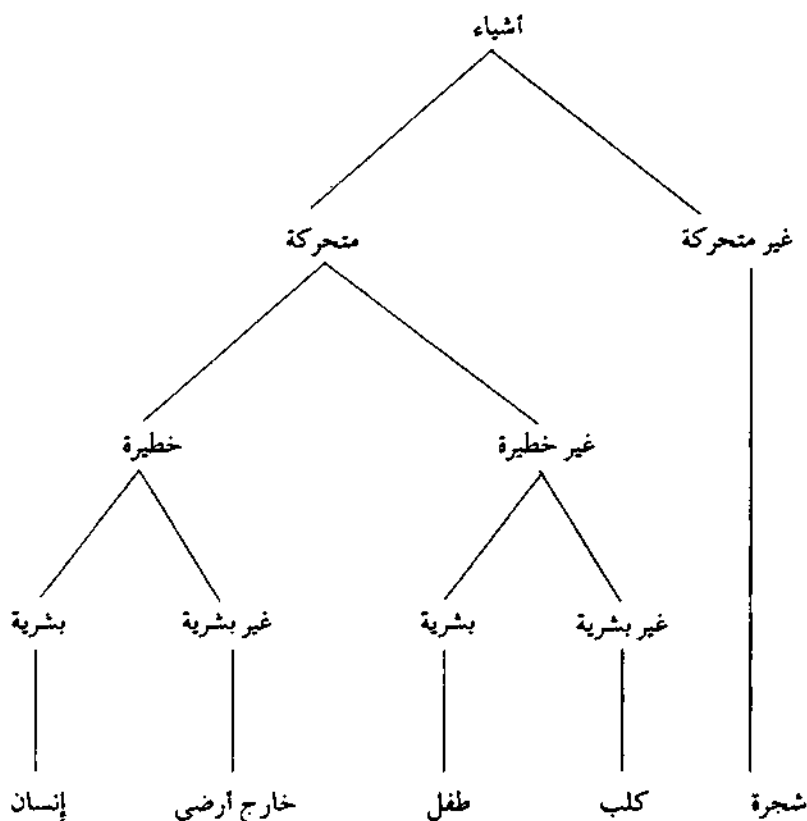 أشياء
غير متحركة
متحركة
غير خطيرة
خطيرة
غير بشرية
بشرية
غير بشرية
بشرية
شجرة
كلب
طفل
خارج أرضي
إنسان